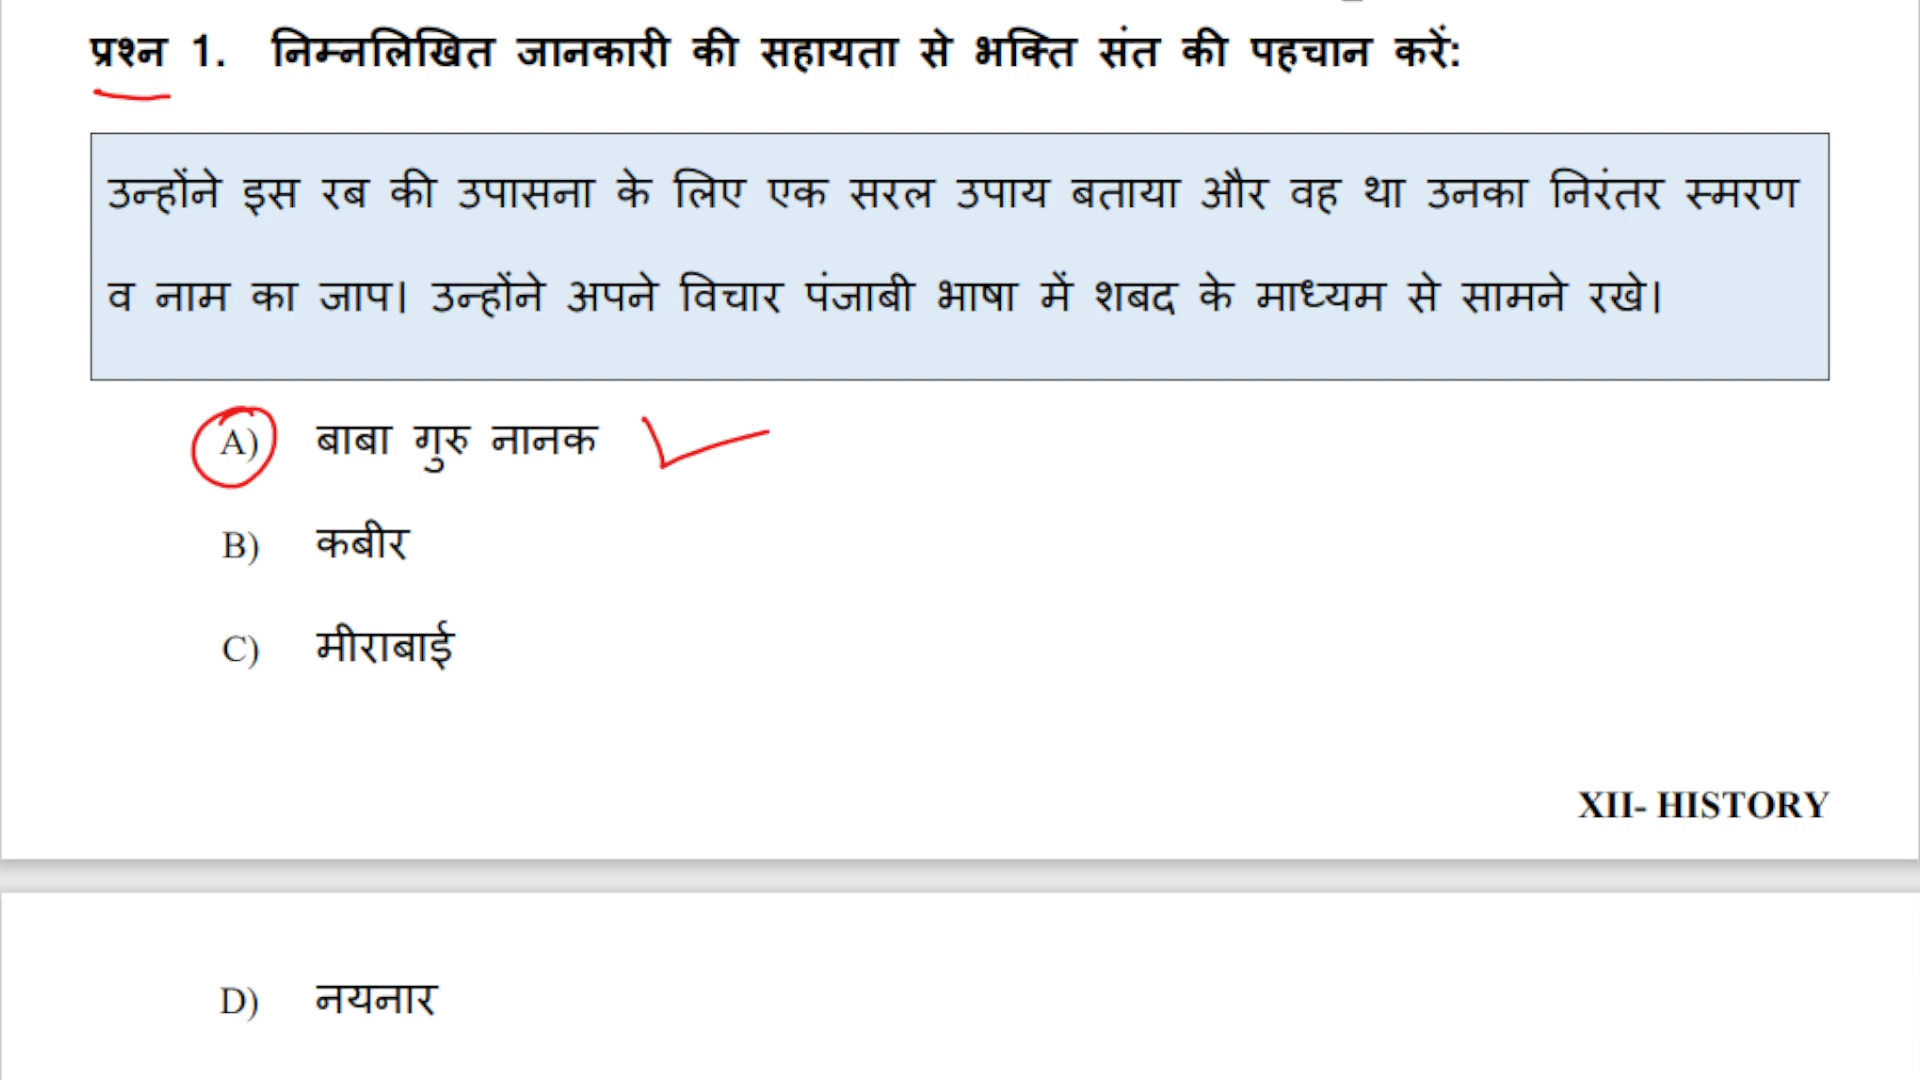 प्रश्न 1. निम्नलिखित जानकारी की सहायता से भक्ति संत की पहचान करें:
उन्होंने इस रब की उपासना के लिए एक सरल उपाय बताया और वह था उनका निरंतर स्मरण
व नाम का जाप। उन्होंने अपने विचार पंजाबी भाषा में शबद के माध्यम से सामने रखे।
A) बाबा गुरु नानक
B) कबीर
C) मीराबाई
XII- HISTORY
D) नयनार